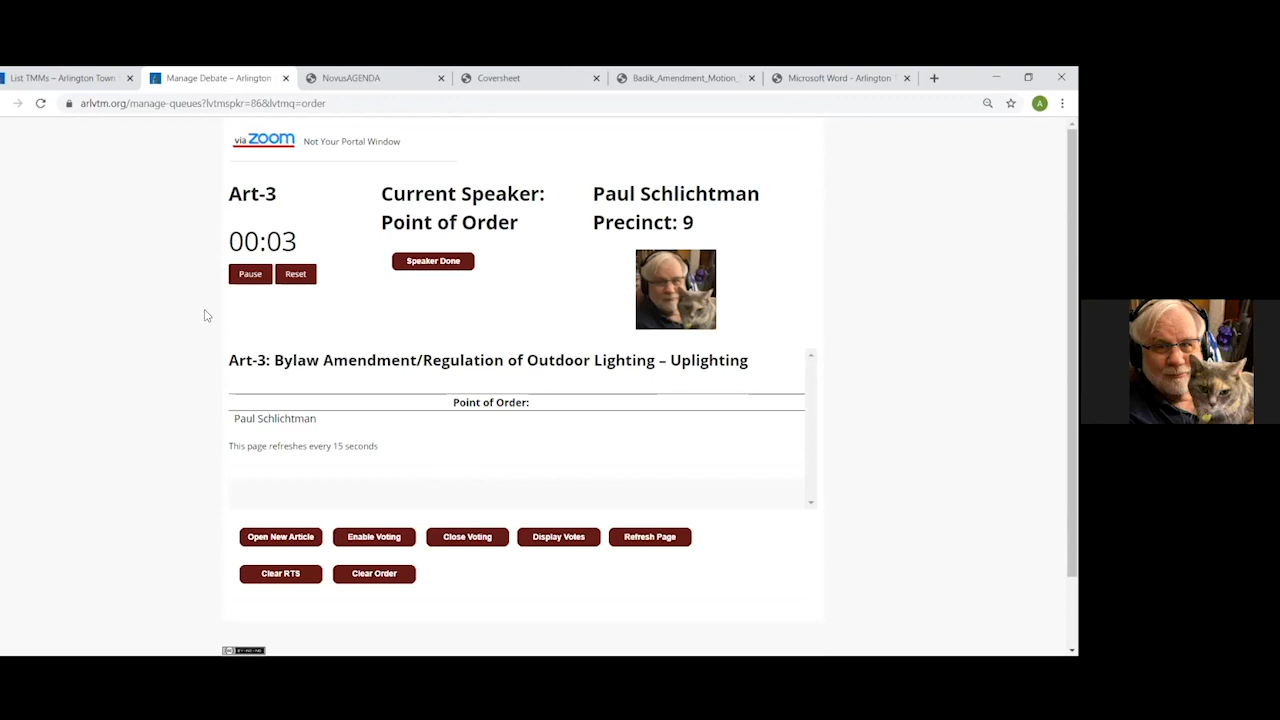 List TMMs – Arlington Town
Manage Debate – Arlington
NovusAGENDA
Coversheet
Badik_Amendment_Motion_
Microsoft Word - Arlington
arlvtm.org/manage-queues?lvtmspkr=86&lvtmq=order
A
via zoom
Not Your Portal Window
Art-3
Current Speaker:
Paul Schlichtman
Point of Order
Precinct: 9
00:03
Pause
Reset
Speaker Done
Art-3: Bylaw Amendment/Regulation of Outdoor Lighting – Uplighting
Point of Order:
Paul Schlichtman
This page refreshes every 15 seconds
Open New Article
Enable Voting
Close Voting
Display Votes
Refresh Page
Clear RTS
Clear Order